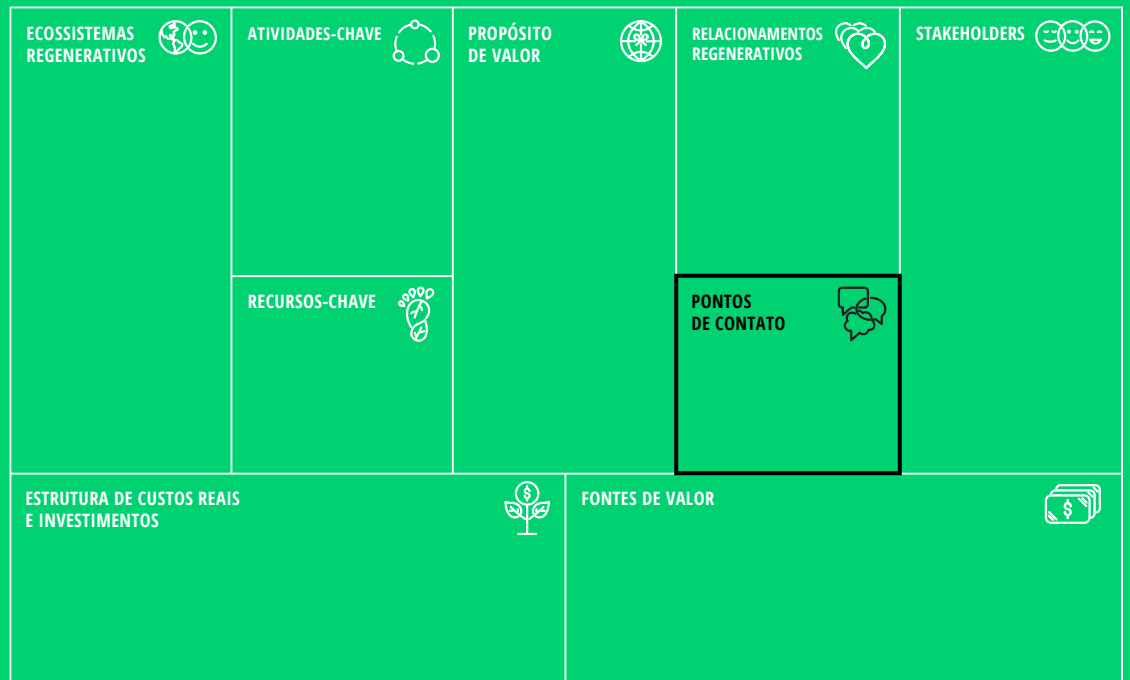 ECOSSISTEMAS
REGENERATIVOS
ATIVIDADES-CHAVE
PROPÓSITO
DE VALOR
RELACIONAMENTOS
REGENERATIVOS
STAKEHOLDERS
RECURSOS-CHAVE
PONTOS
DE CONTATO
ESTRUTURA DE CUSTOS REAIS
E INVESTIMENTOS
$
FONTES DE VALOR
$